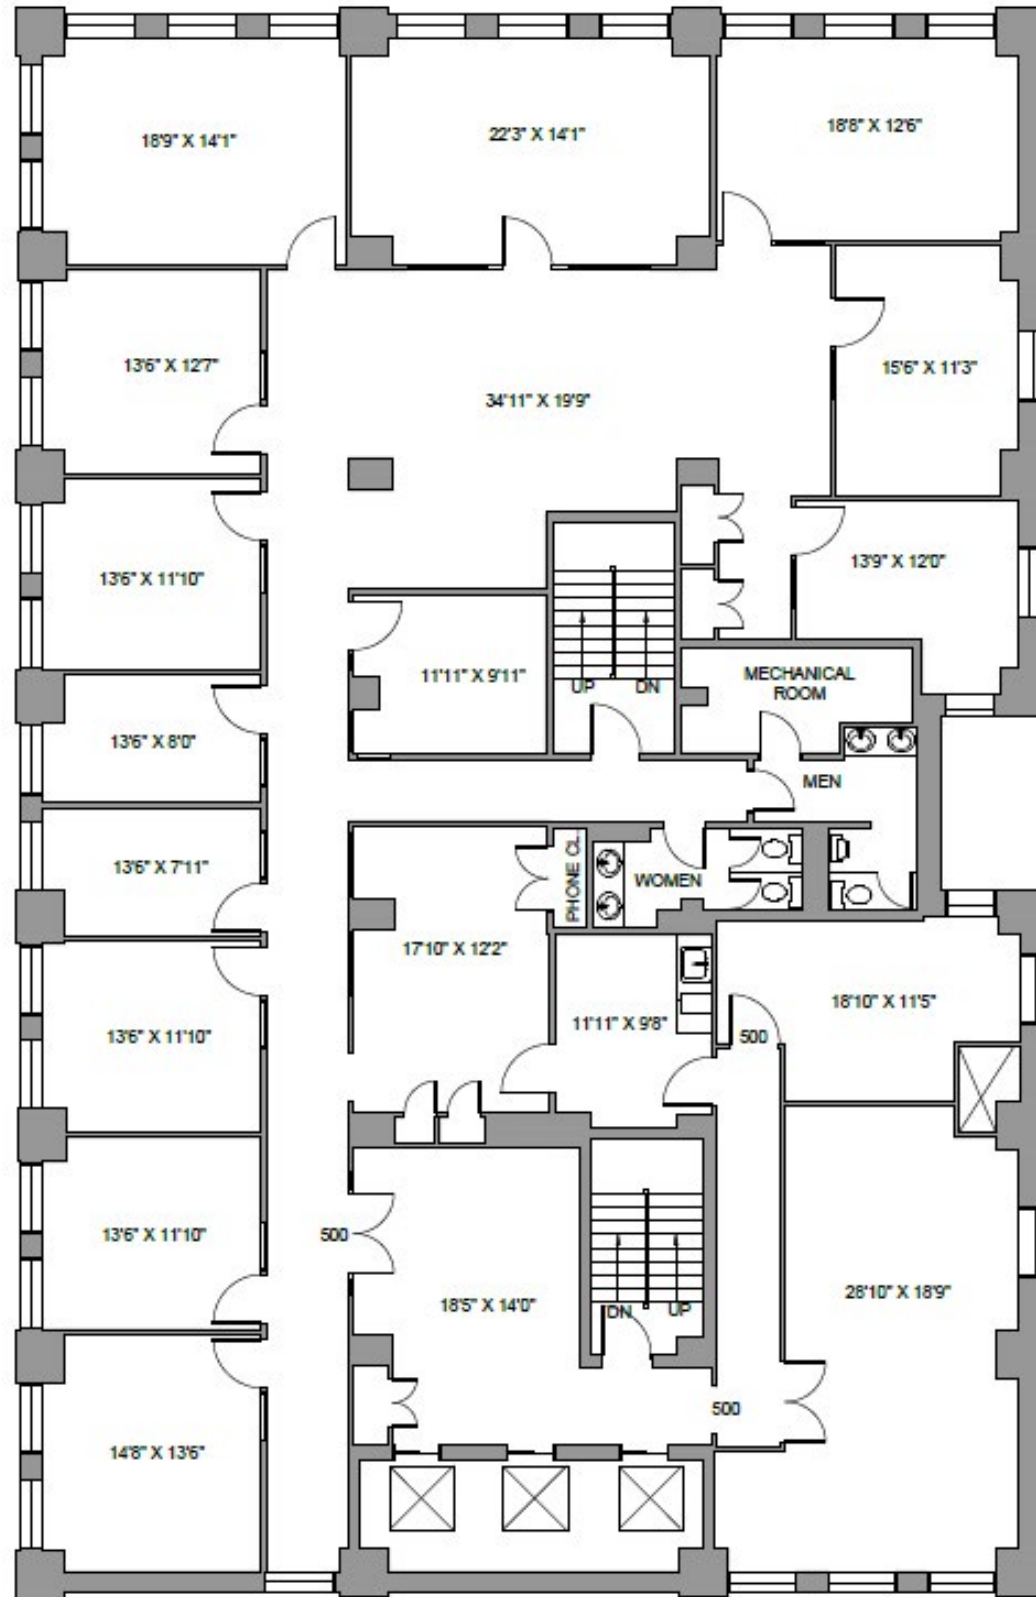 18'9" X 14'1"
22'3" X 14'1"
18'8" X 12'6"
13'6" X 12'7"
15'6" X 11'3"
34'11" X 19'9"
13'6" X 11'10"
13'9" X 12'0"
11'11" X 9'11"
MECHANICAL
ROOM
UP
DN
13'6" X 8'0"
MEN
13'6" X 7'11"
PHONE CL.
WOMEN
17'10" X 12'2"
13'6" X 11'10"
11'11" X 9'8"
18'10" X 11'5"
500
13'6" X 11'10"
500
18'5" X 14'0"
DN
UP
28'10" X 18'9"
500
14'8" X 13'6"